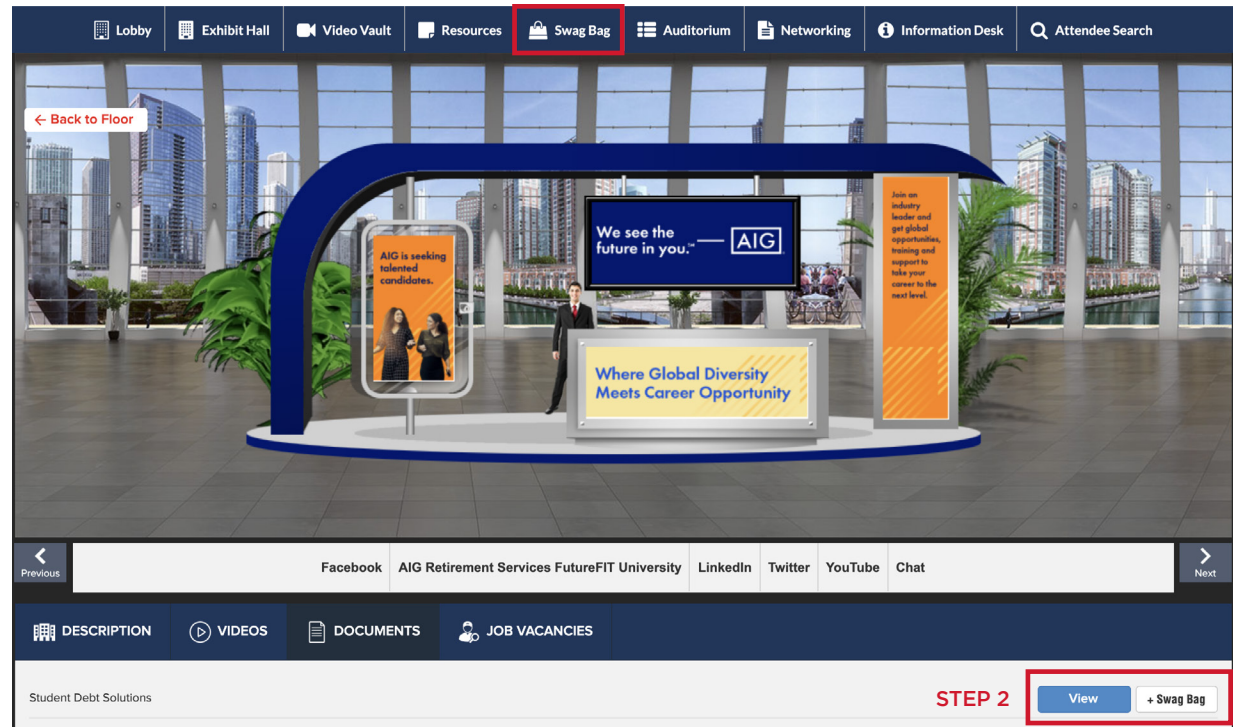 Lobby
Exhibit Hall
Video Vault
Resources
Swag Bag
Auditorium
Networking
Information Desk
Attendee Search
← Back to Floor
AIG is seeking
talented
candidates.
We see the
future in you.™
AIG
Join an
industry
leader and
get global
opportunities,
training and
support to
take your
career to the
next level.
Where Global Diversity
Meets Career Opportunity
Previous
Facebook
AIG Retirement Services FutureFIT University
LinkedIn
Twitter
YouTube
Chat
Next
DESCRIPTION
VIDEOS
DOCUMENTS
JOB VACANCIES
Student Debt Solutions
STEP 2
View
+ Swag Bag